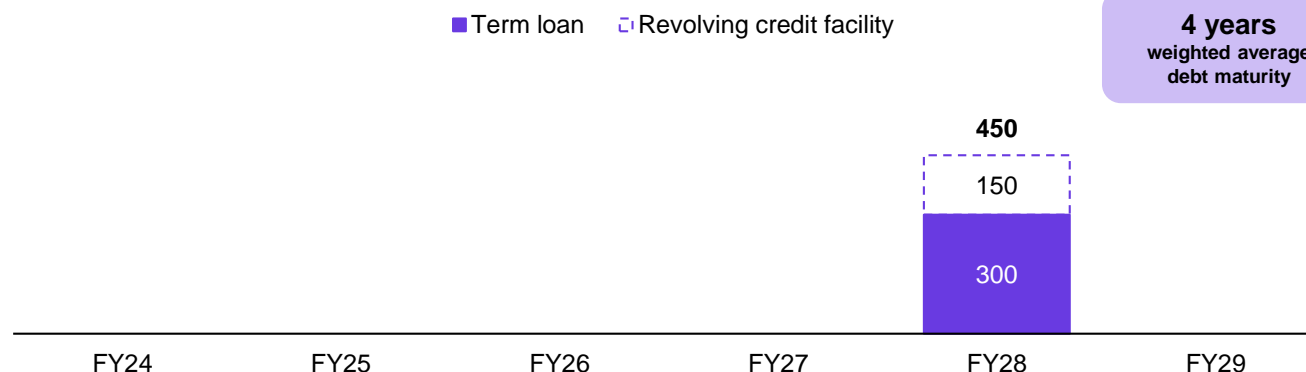 Term loan Revolving credit facility
4 years
weighted average
debt maturity
450
150
300
FY24 FY25 FY26 FY27 FY28 FY29